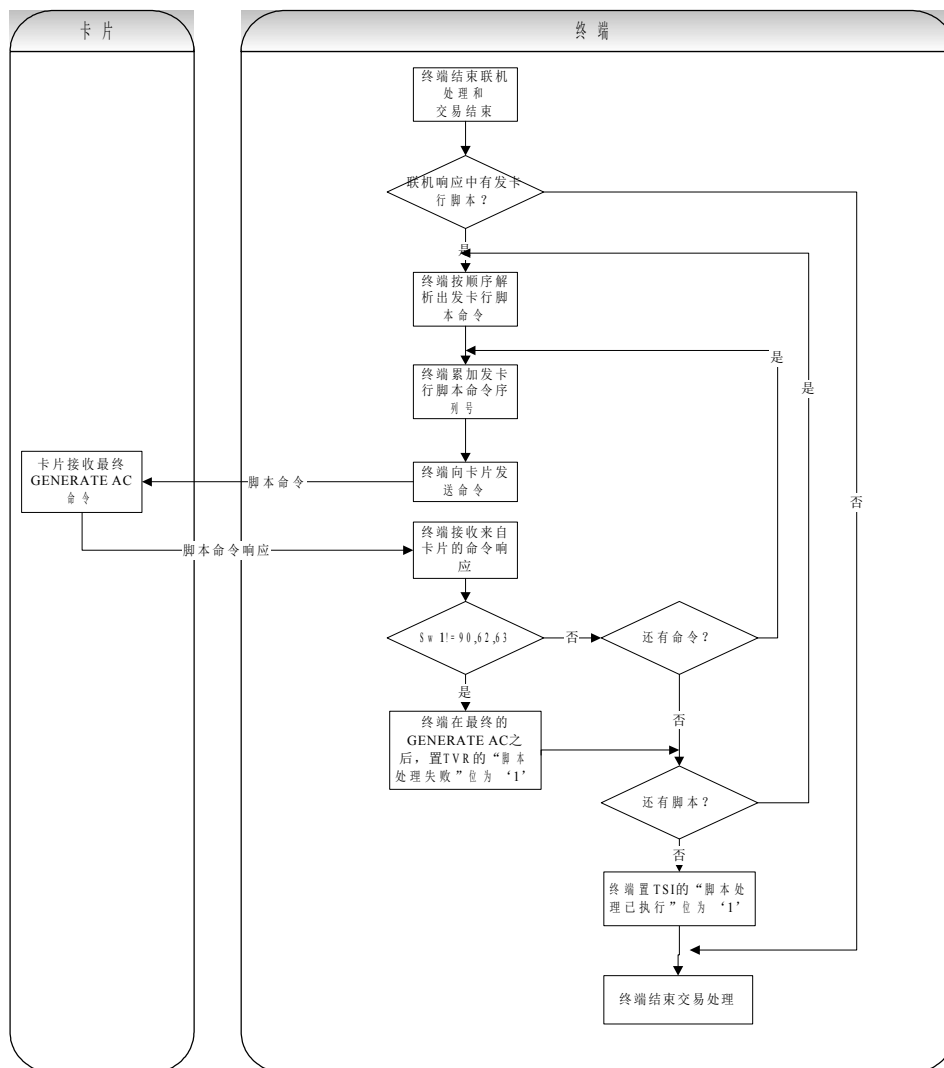 卡片
终端
终端结束联机
处理和
交易结束
联机响应中有发卡
行脚本？
是
终端按顺序解
析出发卡行脚
本命令
是
终端累加发卡
行脚本命令序
列号
是
卡片接收最终
GENERATE AC
命令
脚本命令
终端向卡片发
送命令
否
脚本命令响应
终端接收来自
卡片的命令响
应
Sw1!=90,62,63
否
还有命令？
是
否
终端在最终的
GENERATE AC之
后，置TVR的“脚本
处理失败”位为‘1’
还有脚本？
否
终端置TSI的“脚本处
理已执行”位为‘1’
终端结束交易处理